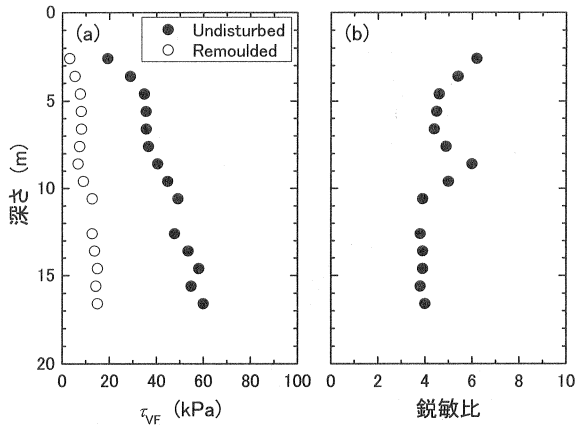 (a)
Undisturbed
Remoulded
(b)
0
5
10
15
20
深さ (m)
0 20 40 60 80 100
0 2 4 6 8 10
τVF (kPa)
鋭敏比